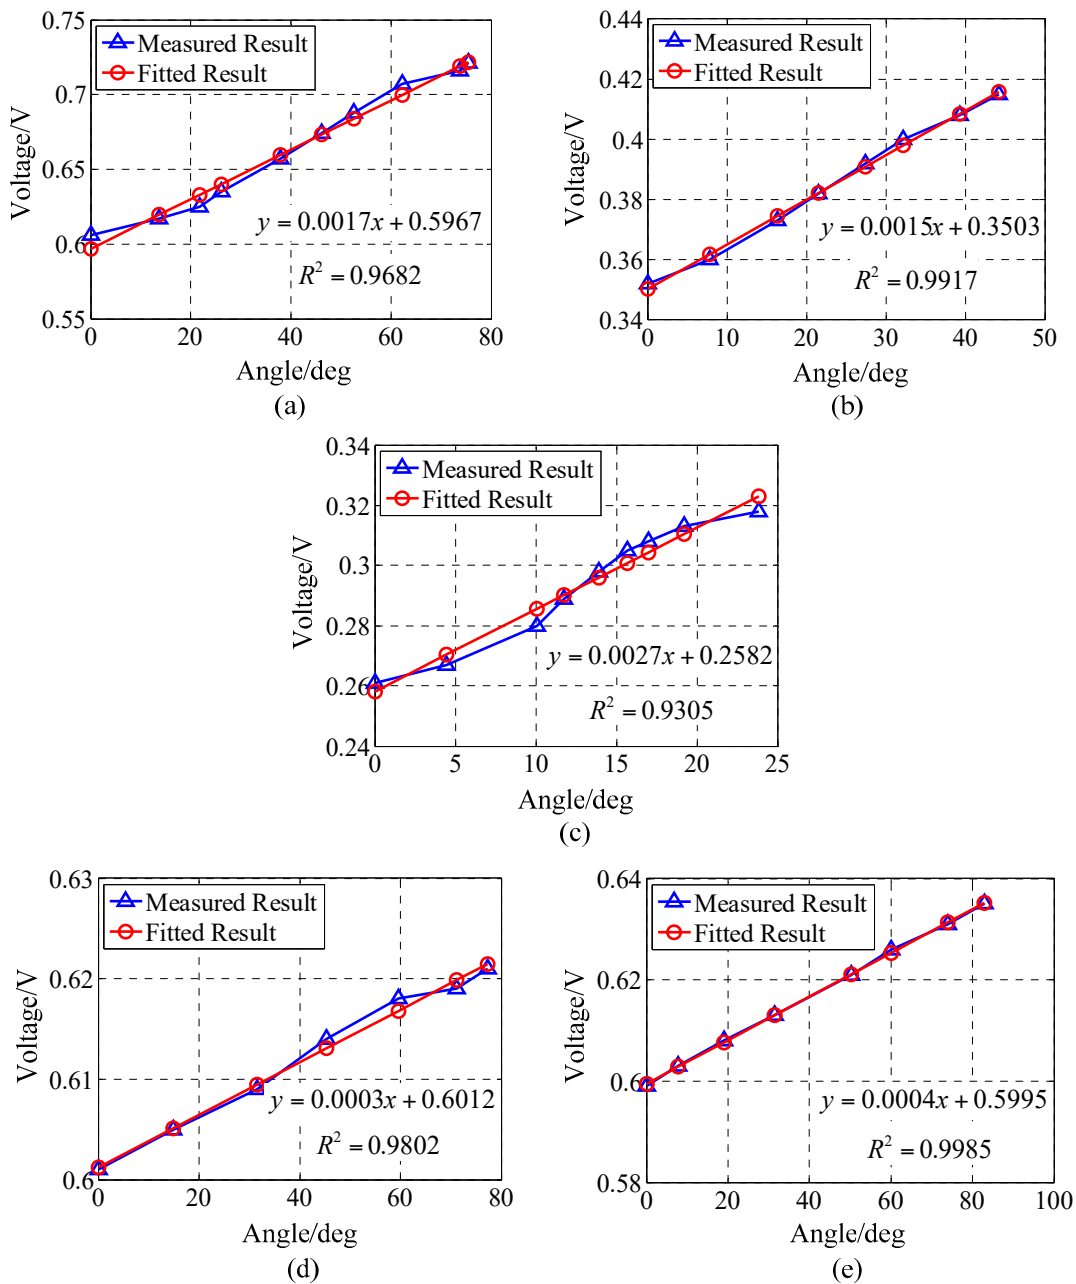 0.75
0.7
0.65
0.6
0.55
Voltage/V
Measured Result
Fitted Result
y = 0.0017x + 0.5967
R² = 0.9682
0 20 40 60 80
Angle/deg
(a)
0.44
0.42
0.4
0.38
0.36
0.34
Voltage/V
Measured Result
Fitted Result
y = 0.0015x + 0.3503
R² = 0.9917
0 10 20 30 40 50
Angle/deg
(b)
0.34
0.32
0.3
0.28
0.26
0.24
Voltage/V
Measured Result
Fitted Result
y = 0.0027x + 0.2582
R² = 0.9305
0 5 10 15 20 25
Angle/deg
(c)
0.63
0.62
0.61
0.6
Voltage/V
Measured Result
Fitted Result
y = 0.0003x + 0.6012
R² = 0.9802
0 20 40 60 80
Angle/deg
(d)
0.64
0.62
0.6
0.58
Voltage/V
Measured Result
Fitted Result
y = 0.0004x + 0.5995
R² = 0.9985
0 20 40 60 80 100
Angle/deg
(e)